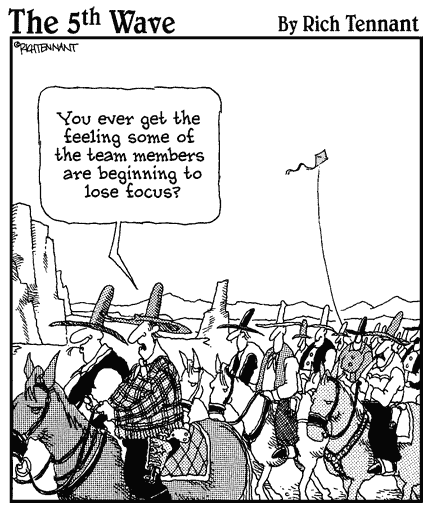 The 5th Wave
By Rich Tennant
©RICHTENNANT
You ever get the
feeling some of
the team members
are beginning to
lose focus?